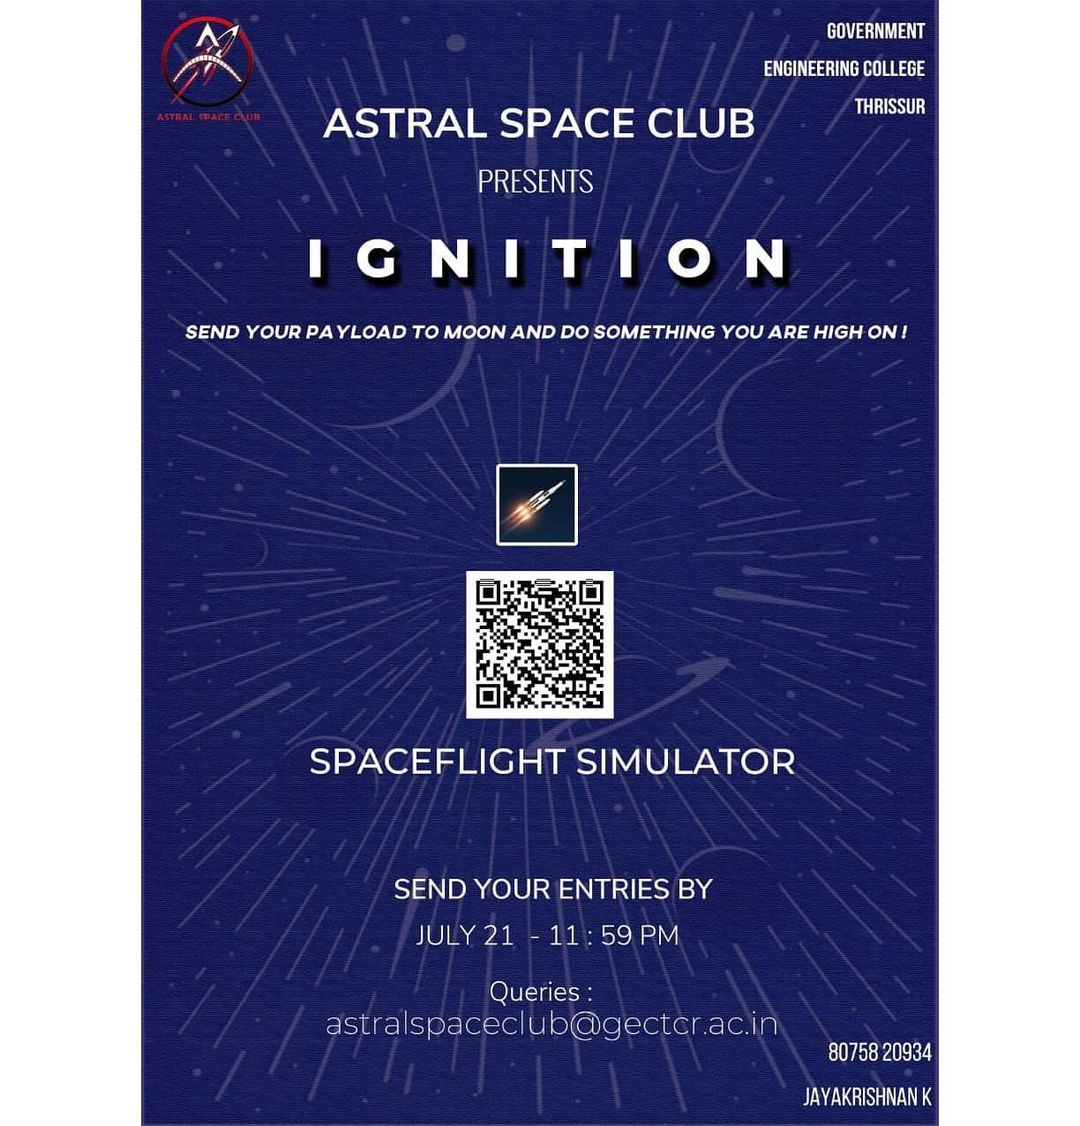 ASTRAL SPACE CLUB
GOVERNMENT
ENGINEERING COLLEGE
THRISSUR
ASTRAL SPACE CLUB
PRESENTS
IGNITION
SEND YOUR PAYLOAD TO MOON AND DO SOMETHING YOU ARE HIGH ON !
SPACEFLIGHT SIMULATOR
SEND YOUR ENTRIES BY
JULY 21 - 11 : 59 PM
Queries :
astralspaceclub@gectcr.ac.in
80758 20934
JAYAKRISHNAN K